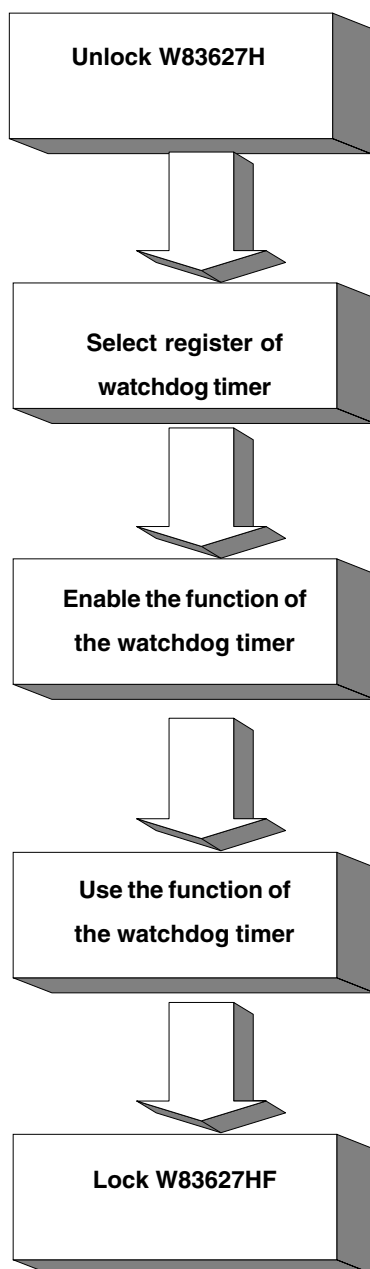 Unlock W83627H
Select register of
watchdog timer
Enable the function of
the watchdog timer
Use the function of
the watchdog timer
Lock W83627HF